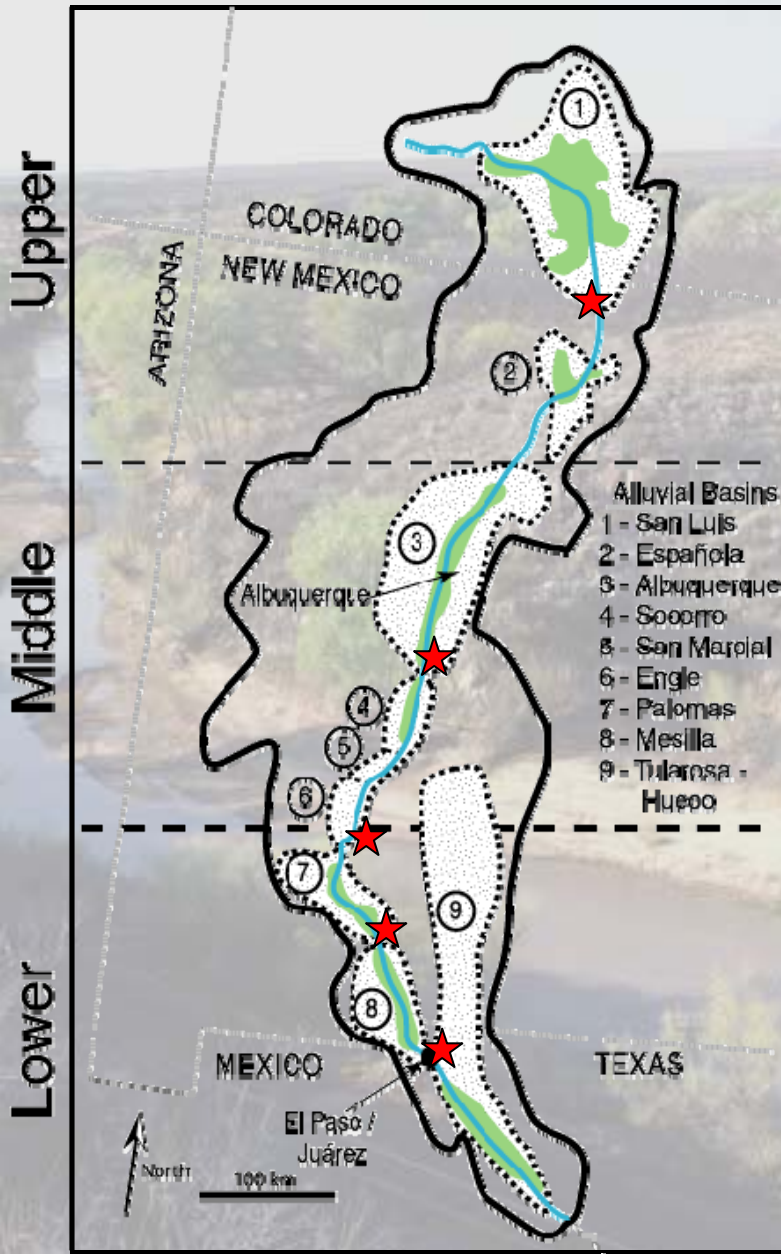 Upper
Middle
Lower
COLORADO
NEW MEXICO
ARIZONA
1
2
3
Albuquerque
4
5
6
7
8
9
Alluvial Basins
1 - San Luis
2 - Española
3 - Albuquerque
4 - Socorro
5 - San Marcial
6 - Engle
7 - Palomas
8 - Mesilla
9 - Tularosa -
Hueco
MEXICO
TEXAS
El Paso /
Juárez
North
100 km